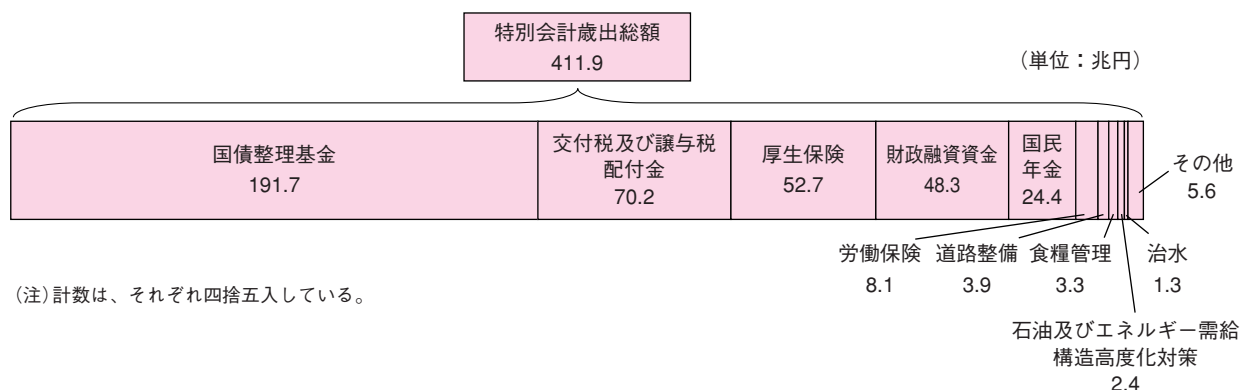 特別会計歳出総額
411.9
（単位：兆円）
国債整理基金
191.7
交付税及び譲与税
配付金
70.2
厚生保険
52.7
財政融資資金
48.3
国民
年金
24.4
その他
5.6
労働保険
8.1
道路整備
3.9
食糧管理
3.3
治水
1.3
石油及びエネルギー需給
構造高度化対策
2.4
（注）計数は、それぞれ四捨五入している。